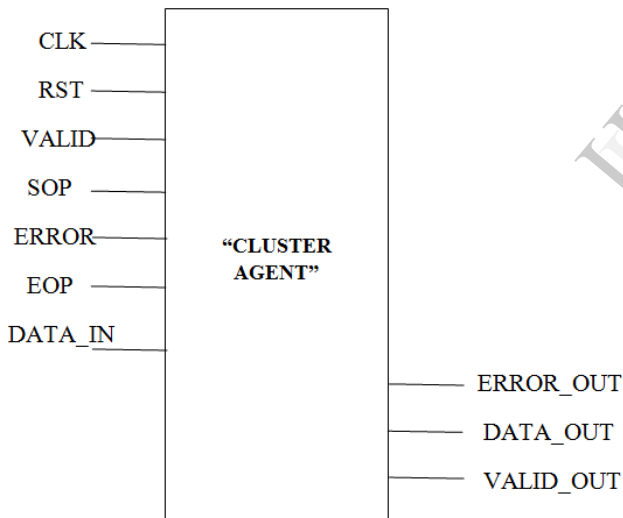 CLK
RST
VALID
SOP
ERROR
EOP
DATA_IN
“CLUSTER
AGENT”
ERROR_OUT
DATA_OUT
VALID_OUT